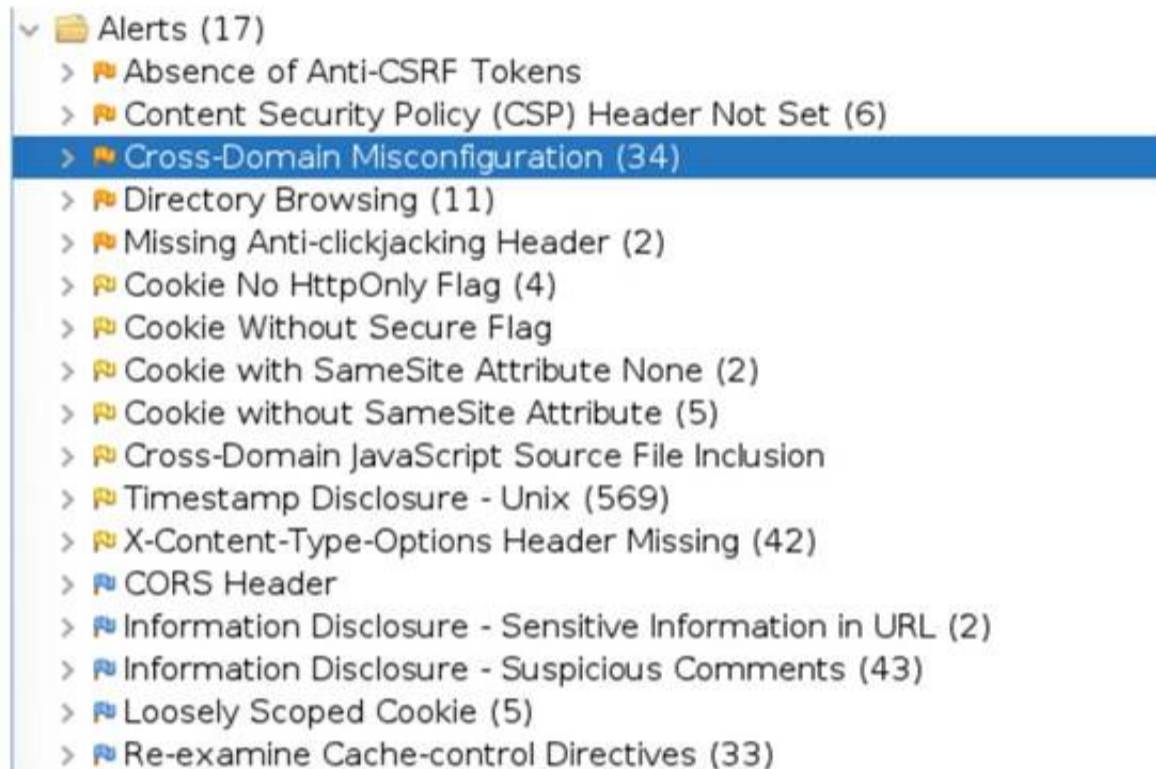 Alerts (17)
Absence of Anti-CSRF Tokens
Content Security Policy (CSP) Header Not Set (6)
Cross-Domain Misconfiguration (34)
Directory Browsing (11)
Missing Anti-clickjacking Header (2)
Cookie No HttpOnly Flag (4)
Cookie Without Secure Flag
Cookie with SameSite Attribute None (2)
Cookie without SameSite Attribute (5)
Cross-Domain JavaScript Source File Inclusion
Timestamp Disclosure - Unix (569)
X-Content-Type-Options Header Missing (42)
CORS Header
Information Disclosure - Sensitive Information in URL (2)
Information Disclosure - Suspicious Comments (43)
Loosely Scoped Cookie (5)
Re-examine Cache-control Directives (33)